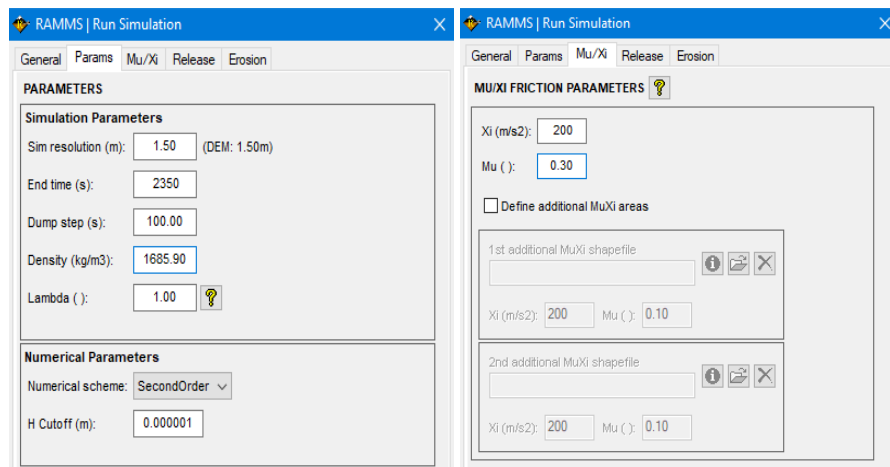 RAMMS | Run Simulation
General Params Mu/Xi Release Erosion
PARAMETERS
Simulation Parameters
Sim resolution (m): 1.50 (DEM: 1.50m)
End time (s): 2350
Dump step (s): 100.00
Density (kg/m3): 1685.90
Lambda ( ): 1.00
Numerical Parameters
Numerical scheme: SecondOrder
H Cutoff (m): 0.000001
RAMMS | Run Simulation
General Params Mu/Xi Release Erosion
MU/XI FRICTION PARAMETERS
Xi (m/s2): 200
Mu ( ): 0.30
Define additional MuXi areas
1st additional MuXi shapefile
Xi (m/s2): 200 Mu ( ): 0.10
2nd additional MuXi shapefile
Xi (m/s2): 200 Mu ( ): 0.10